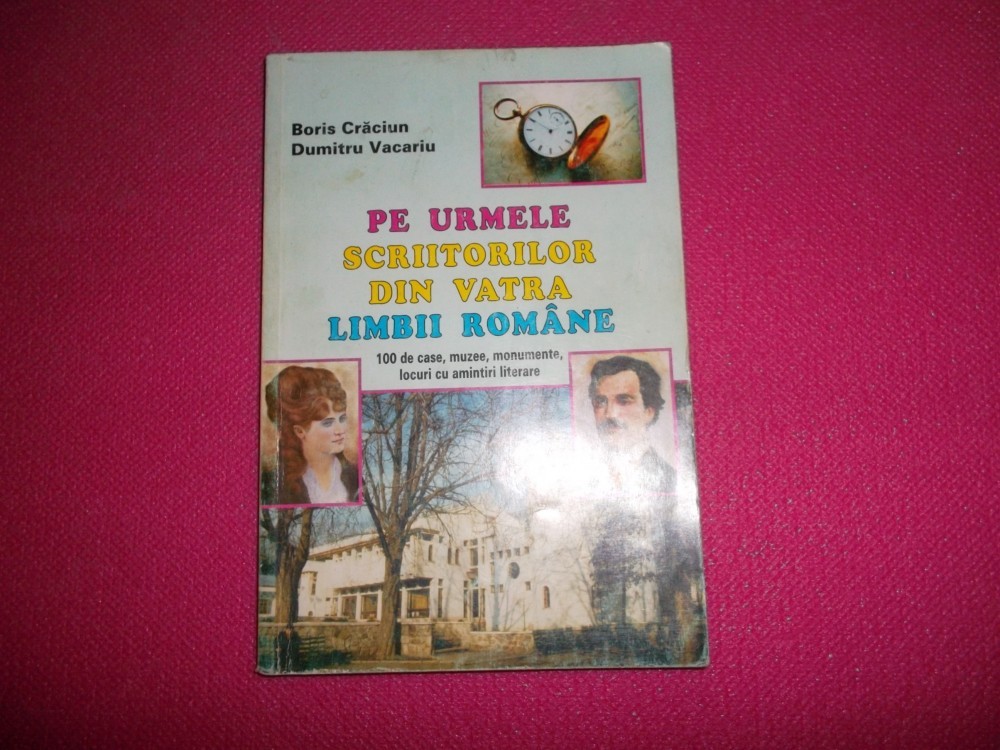 Boris Crăciun
Dumitru Vacariu
PE URMELE
SCRIITORILOR
DIN VATRA
LIMBII ROMÂNE
100 de case, muzee, monumente,
locuri cu amintiri literare